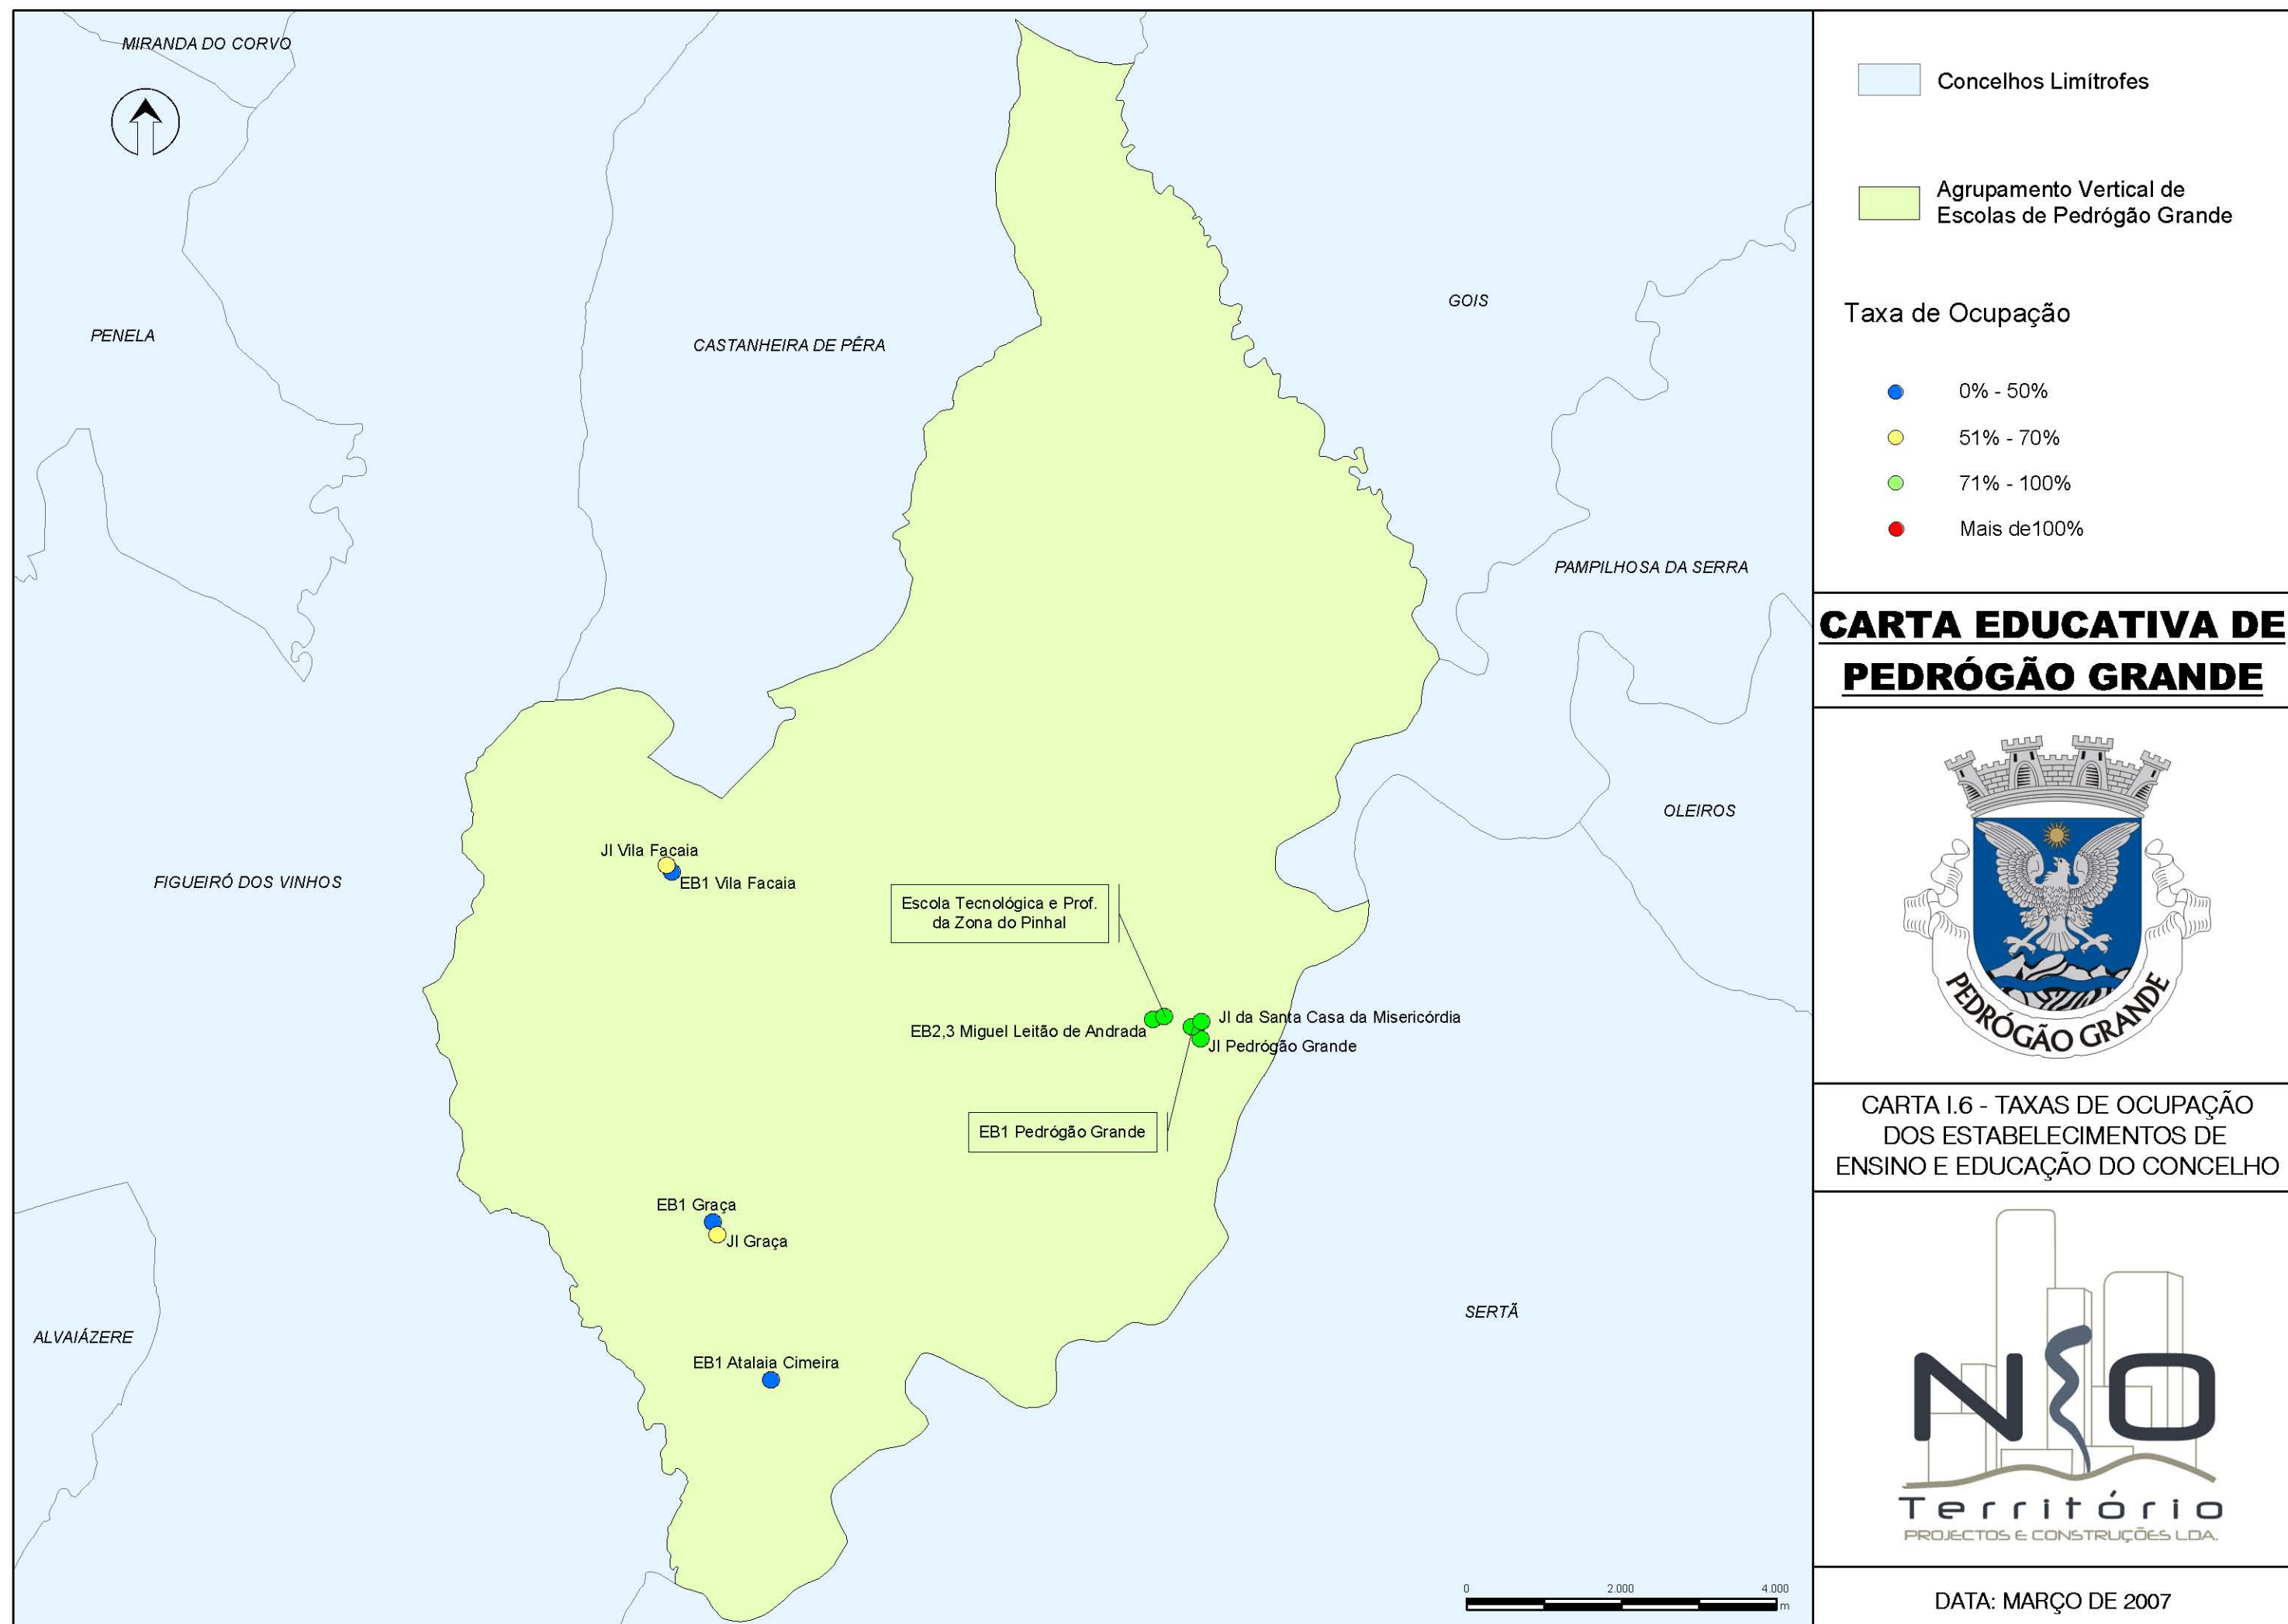 MIRANDA DO CORVO
PENELA
CASTANHEIRA DE PÊRA
GOIS
PAMPILHOSA DA SERRA
OLEIROS
FIGUEIRÓ DOS VINHOS
SERTÃ
ALVAIÁZERE
JI Vila Facaia
EB1 Vila Facaia
Escola Tecnológica e Prof.
da Zona do Pinhal
EB2,3 Miguel Leitão de Andrada
JI da Santa Casa da Misericórdia
JI Pedrógão Grande
EB1 Pedrógão Grande
EB1 Graça
JI Graça
EB1 Atalaia Cimeira
0 2.000 4.000
m
Concelhos Limítrofes
Agrupamento Vertical de
Escolas de Pedrógão Grande
Taxa de Ocupação
0% - 50%
51% - 70%
71% - 100%
Mais de100%
CARTA EDUCATIVA DE
PEDRÓGÃO GRANDE
PEDRÓGÃO GRANDE
CARTA I.6 - TAXAS DE OCUPAÇÃO
DOS ESTABELECIMENTOS DE
ENSINO E EDUCAÇÃO DO CONCELHO
NEO
Território
PROJECTOS E CONSTRUÇÕES LDA.
DATA: MARÇO DE 2007